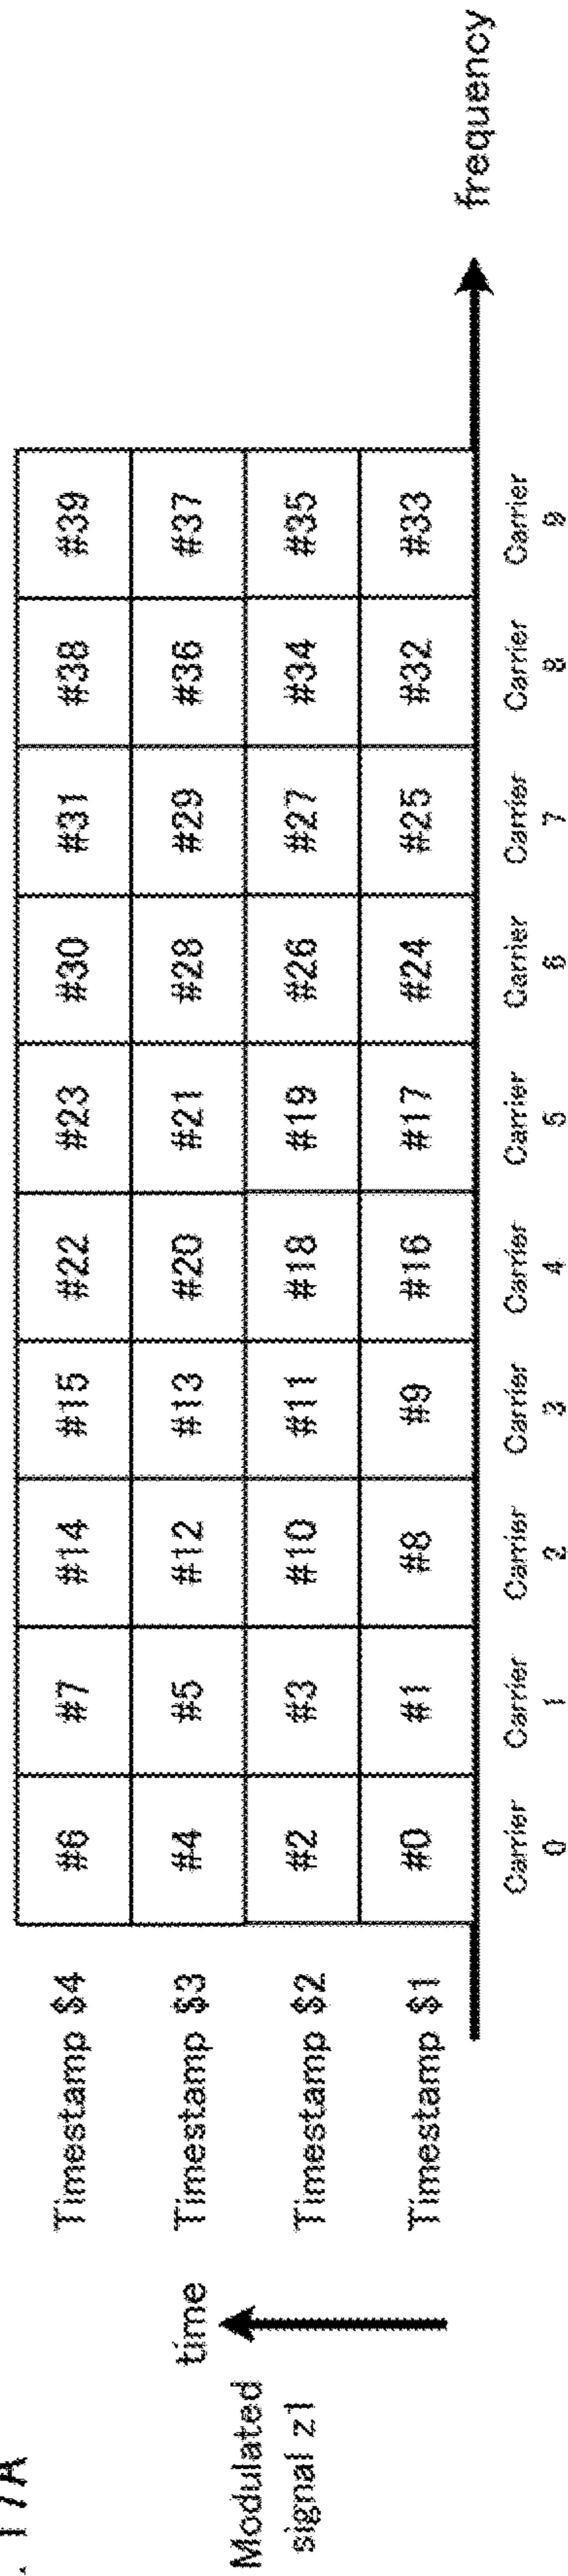 . 17A
Modulated
signal z1
time
Timestamp $4 #6 #7 #14 #15 #22 #23 #30 #31 #38 #39
Timestamp $3 #4 #5 #12 #13 #20 #21 #28 #29 #36 #37
Timestamp $2 #2 #3 #10 #11 #18 #19 #26 #27 #34 #35
Timestamp $1 #0 #1 #8 #9 #16 #17 #24 #25 #32 #33
Carrier Carrier Carrier Carrier Carrier Carrier Carrier Carrier Carrier Carrier
0 1 2 3 4 5 6 7 8 9
frequency